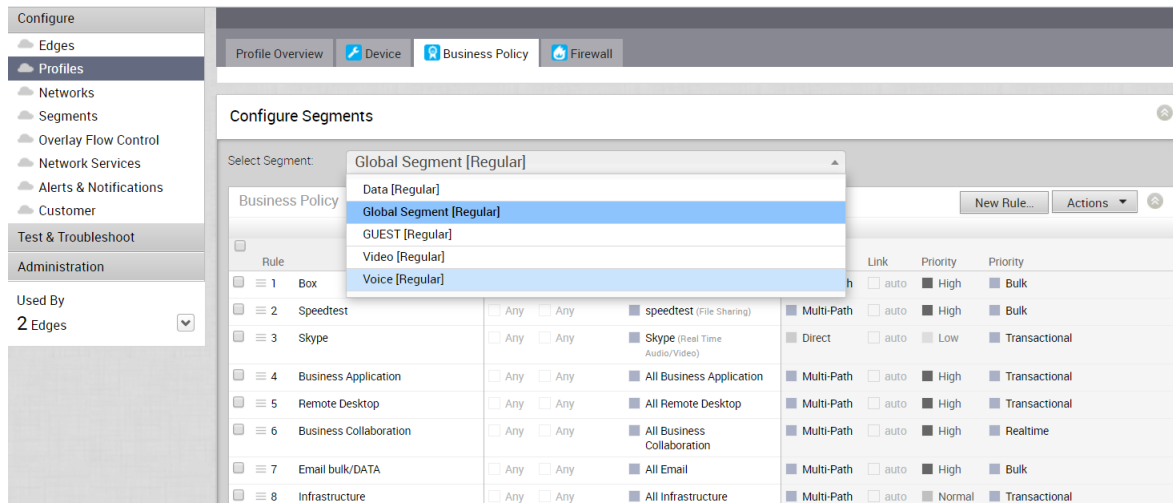 Configure
Edges
Profiles
Networks
Segments
Overlay Flow Control
Network Services
Alerts & Notifications
Customer
Test & Troubleshoot
Administration
Used By
2 Edges
Profile Overview Device Business Policy Firewall
Configure Segments
Select Segment: Global Segment [Regular]
Data [Regular]
Global Segment [Regular]
GUEST [Regular]
Video [Regular]
Voice [Regular]
Business Policy New Rule... Actions
Rule Link Priority Priority
1 Box auto High Bulk
2 Speedtest Any Any speedtest (File Sharing) Multi-Path auto High Bulk
3 Skype Any Any Skype (Real Time Direct auto Low Transactional
Audio/Video)
4 Business Application Any Any All Business Application Multi-Path auto High Transactional
5 Remote Desktop Any Any All Remote Desktop Multi-Path auto High Transactional
6 Business Collaboration Any Any All Business Multi-Path auto High Realtime
Collaboration
7 Email bulk/DATA Any Any All Email Multi-Path auto High Bulk
8 Infrastructure Any Any All Infrastructure Multi-Path auto Normal Transactional